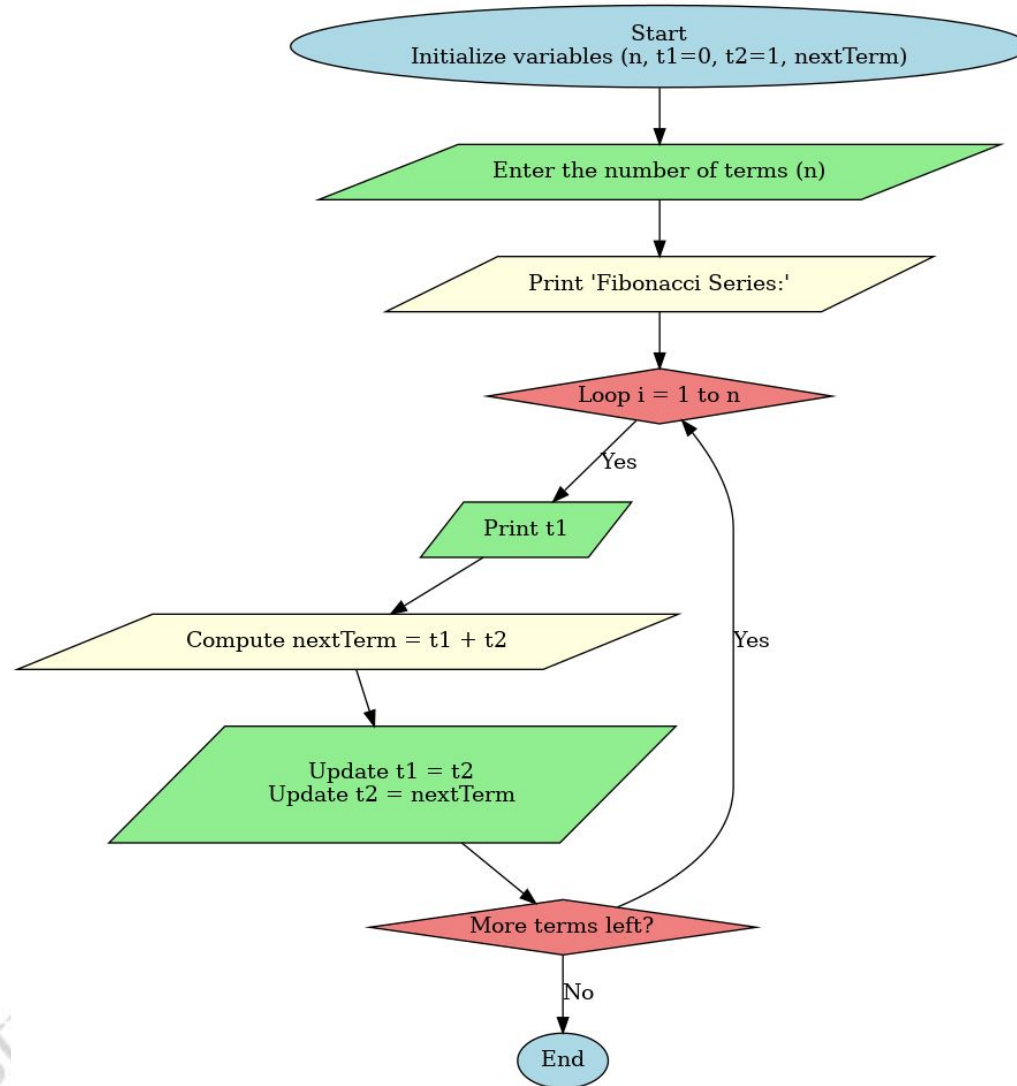 Start
Initialize variables (n, t1=0, t2=1, nextTerm)
Enter the number of terms (n)
Print 'Fibonacci Series:'
Loop i = 1 to n
Yes
Print t1
Compute nextTerm = t1 + t2
Yes
Update t1 = t2
Update t2 = nextTerm
More terms left?
No
End